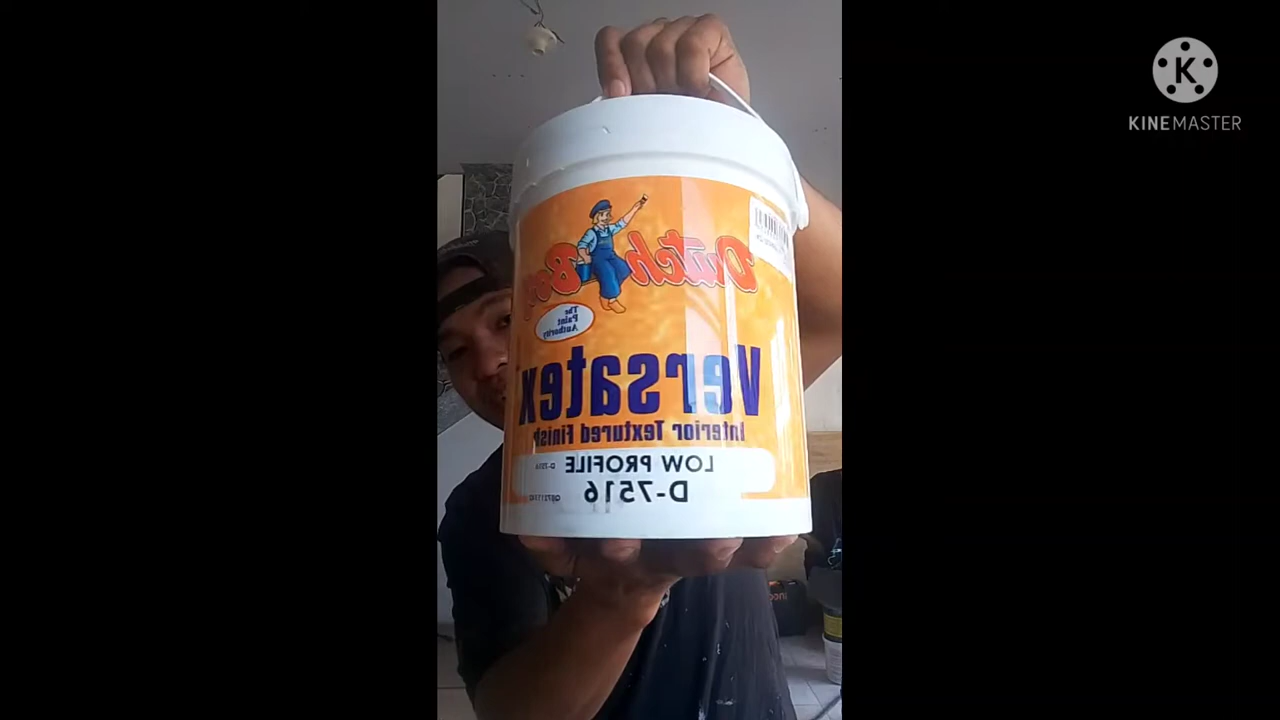 KINEMASTER
Dutch Boy
The
Paint
Authority
Versatex
Interior Textured Finish
LOW PROFILE
D-7516